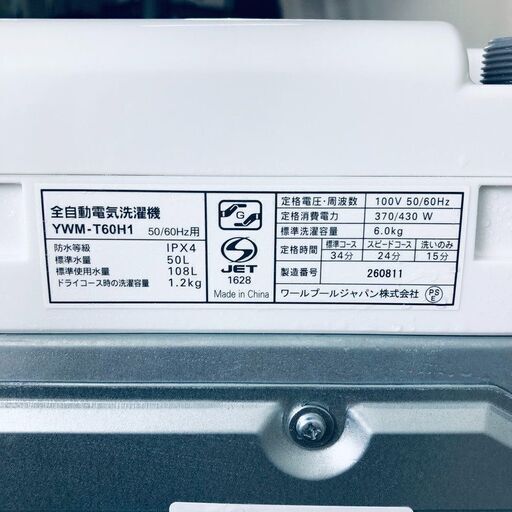 全自動電気洗濯機
YWM-T60H1 50/60Hz用
防水等級 IPX4
標準水量 50L
標準使用水量 108L
ドライコース時の洗濯容量 1.2kg
G
S
JET
1628
Made in China
定格電圧・周波数 100V 50/60Hz
定格消費電力 370/430 W
標準洗濯容量 6.0kg
定格時間 標準コース スピードコース 洗いのみ
34分 24分 15分
製造番号 260811
ワールプールジャパン株式会社 PSE